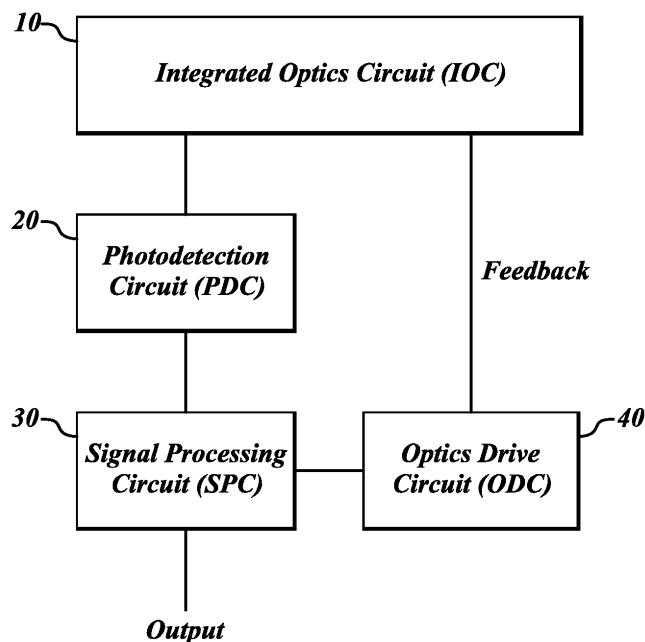 10
Integrated Optics Circuit (IOC)
20
Photodetection
Circuit (PDC)
Feedback
30
Signal Processing
Circuit (SPC)
Optics Drive
Circuit (ODC)
40
Output